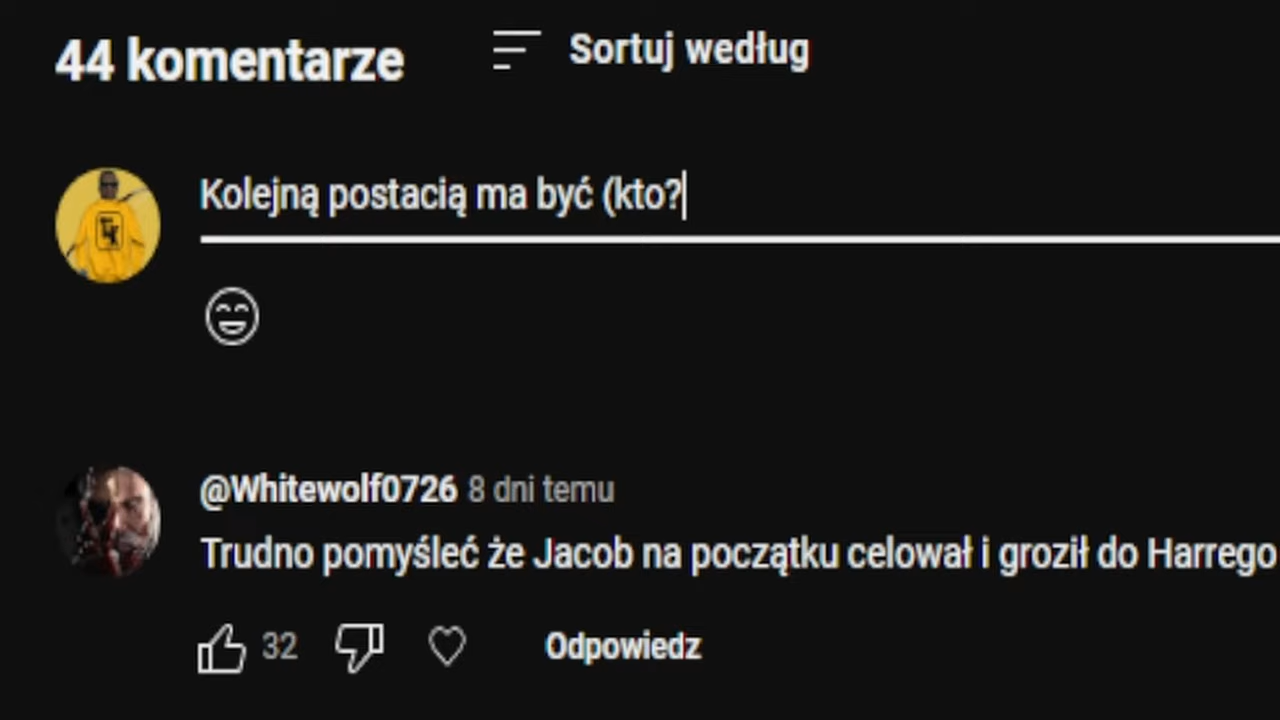 44 komentarze
Sortuj według
Kolejną postacią ma być (kto?
@Whitewolf0726 8 dni temu
Trudno pomyśleć że Jacob na początku celował i groził do Harrego
32
Odpowiedz